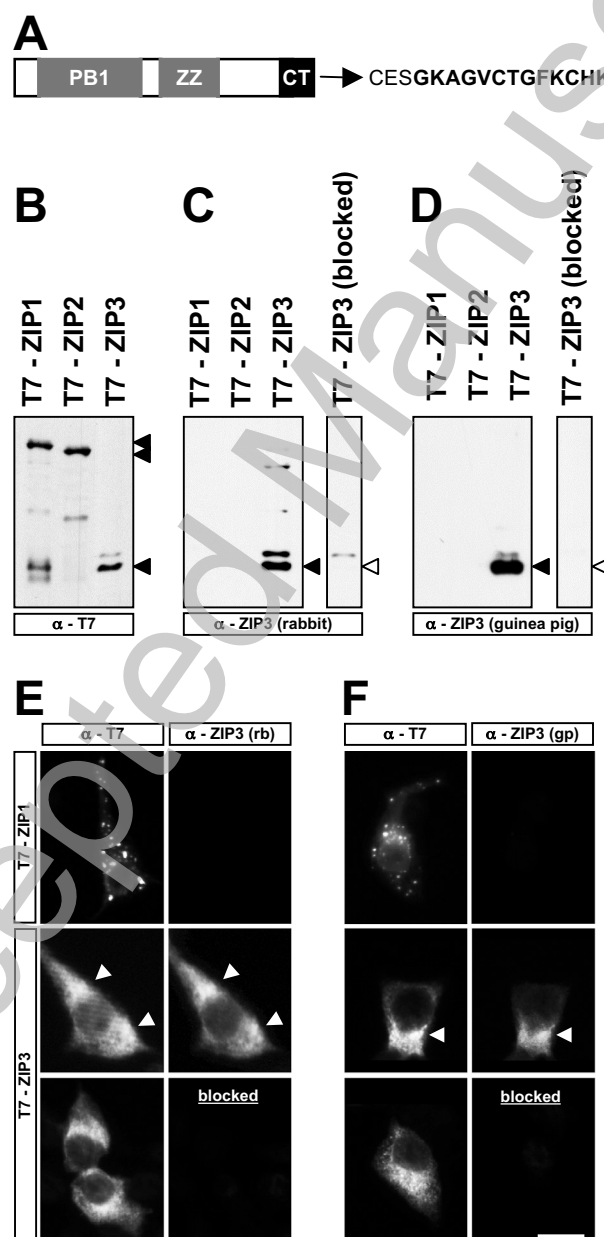 A
PB1 ZZ CT CESGKAGVCTGFKCHK
B C D
T7 - ZIP1
T7 - ZIP2
T7 - ZIP3
T7 - ZIP1
T7 - ZIP2
T7 - ZIP3
T7 - ZIP3 (blocked)
T7 - ZIP1
T7 - ZIP2
T7 - ZIP3
T7 - ZIP3 (blocked)
α - T7
α - ZIP3 (rabbit)
α - ZIP3 (guinea pig)
E F
α - T7
α - ZIP3 (rb)
α - T7
α - ZIP3 (gp)
T7 - ZIP1
T7 - ZIP3
blocked
blocked
cepted Manus